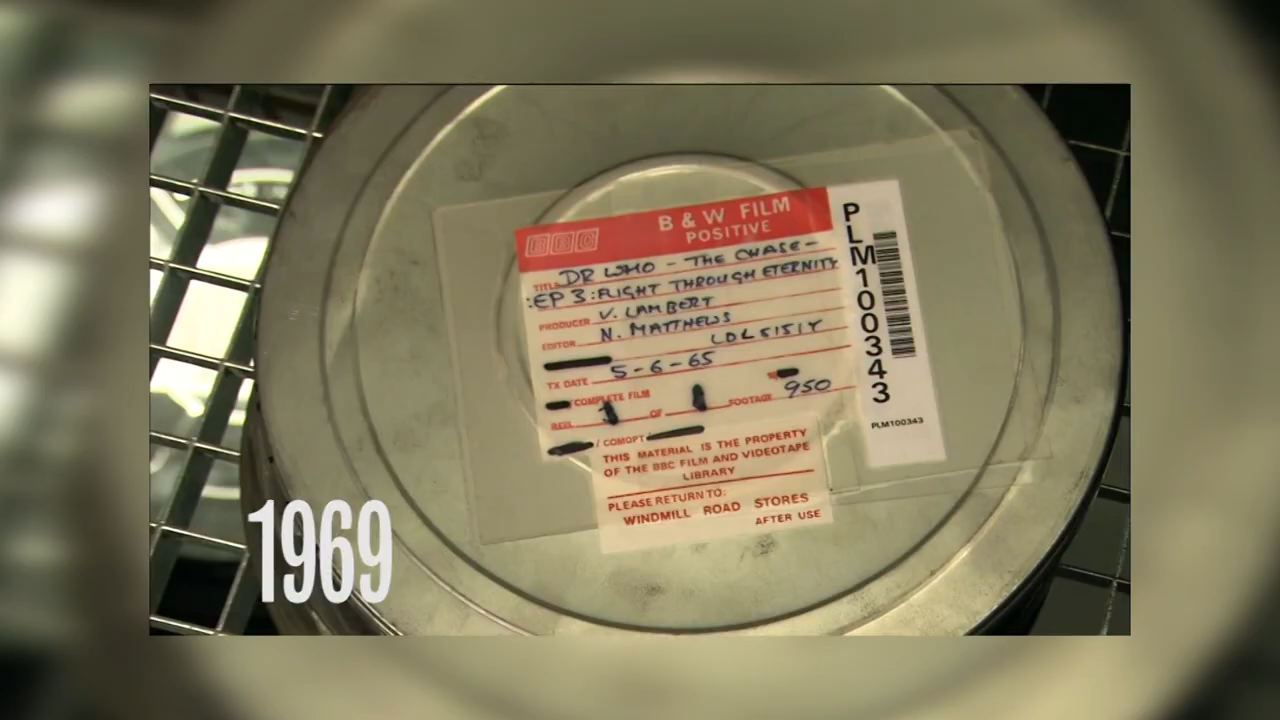 BBC
B & W FILM
POSITIVE
TITLE DR WHO - THE CHASE -
: EP 3 : FLIGHT THROUGH ETERNITY
PRODUCER V. LAMBERT
EDITOR N. MATTHEWS
LDL5151Y
TX DATE 5-6-65
COMPLETE FILM
REEL 1 OF 1 FOOTAGE 950
/ COMOPT
THIS MATERIAL IS THE PROPERTY
OF THE BBC FILM AND VIDEOTAPE
LIBRARY
PLEASE RETURN TO:
WINDMILL ROAD STORES
AFTER USE
PLM100343
PLM100343
1969